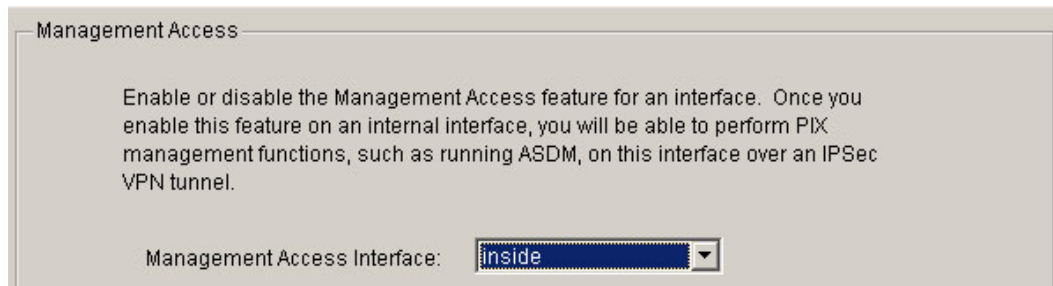 Management Access
Enable or disable the Management Access feature for an interface. Once you
enable this feature on an internal interface, you will be able to perform PIX
management functions, such as running ASDM, on this interface over an IPSec
VPN tunnel.
Management Access Interface: inside